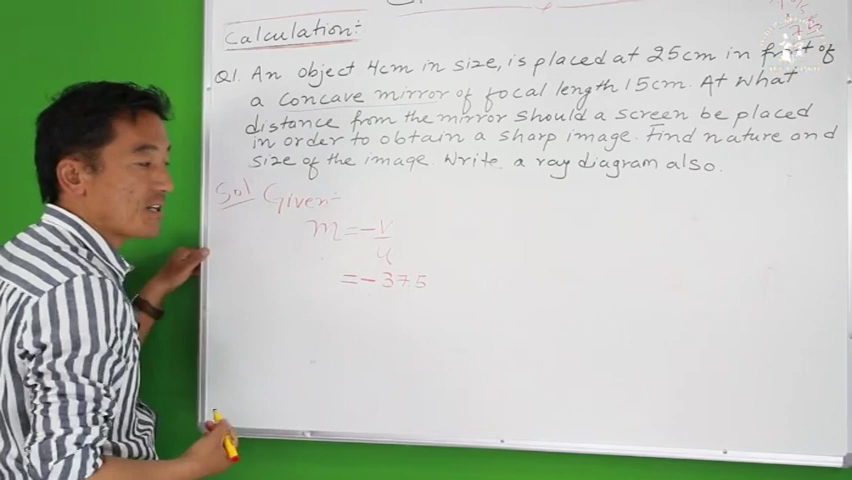 Calculation:-
Q1. An object 4cm in size, is placed at 25cm in front of
a concave mirror of focal length 15cm. At what
distance from the mirror should a screen be placed
in order to obtain a sharp image. Find nature and
size of the image. Write a ray diagram also.
Sol Given:-
m = -v
u
= - 37.5